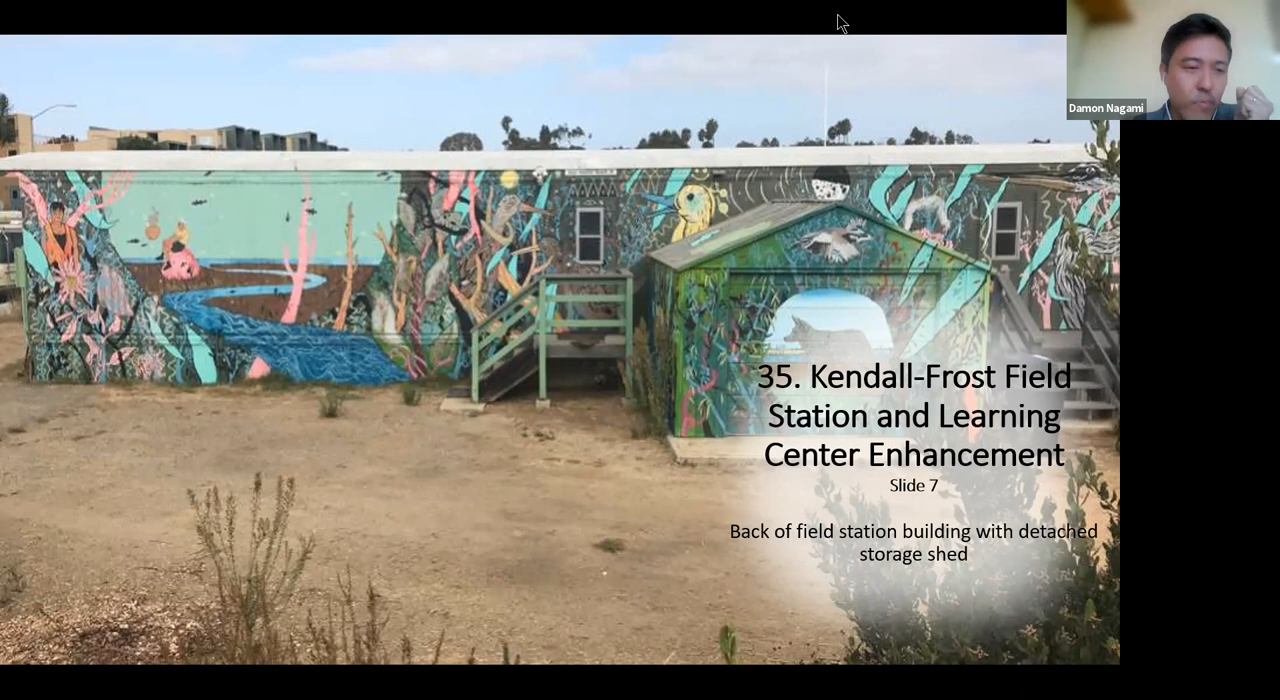 Damon Nagami
35. Kendall-Frost Field
Station and Learning
Center Enhancement
Slide 7
Back of field station building with detached
storage shed